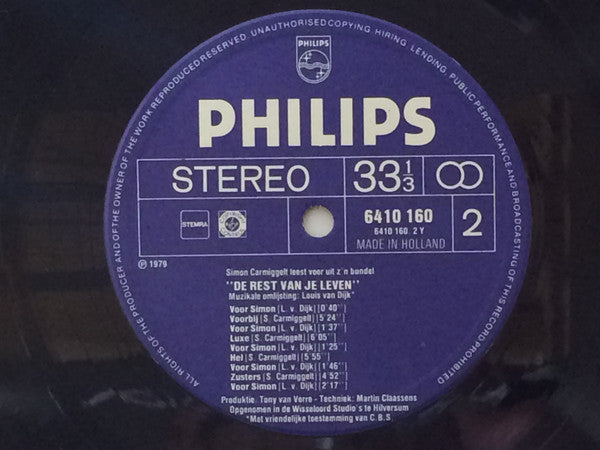 ALL RIGHTS OF THE PRODUCER AND OF THE OWNER OF THE WORK REPRODUCED RESERVED. UNAUTHORISED COPYING, HIRING, LENDING, PUBLIC PERFORMANCE AND BROADCASTING OF THIS RECORD PROHIBITED
PHILIPS
PHILIPS
STEREO 33 1/3
STEMRA
6410 160
6410 160. 2 Y
MADE IN HOLLAND
2
℗ 1979
Simon Carmiggelt leest voor uit z'n bundel
"DE REST VAN JE LEVEN"
Muzikale omlijsting: Louis van Dijk*
Voor Simon (L. v. Dijk) (0'40")
Voorbij (S. Carmiggelt) (5'24")
Voor Simon (L. v. Dijk) (1'37")
Luxe (S. Carmiggelt) (6'05")
Voor Simon (L. v. Dijk) (1'25")
Hel (S. Carmiggelt) (5'55")
Voor Simon (L. v. Dijk) (1'46")
Zusters (S. Carmiggelt) (4'52")
Voor Simon (L. v. Dijk) (2'17")
Produktie: Tony van Verre - Techniek: Martin Claassens
Opgenomen in de Wisseloord Studio's te Hilversum
*Met vriendelijke toestemming van C.B.S.